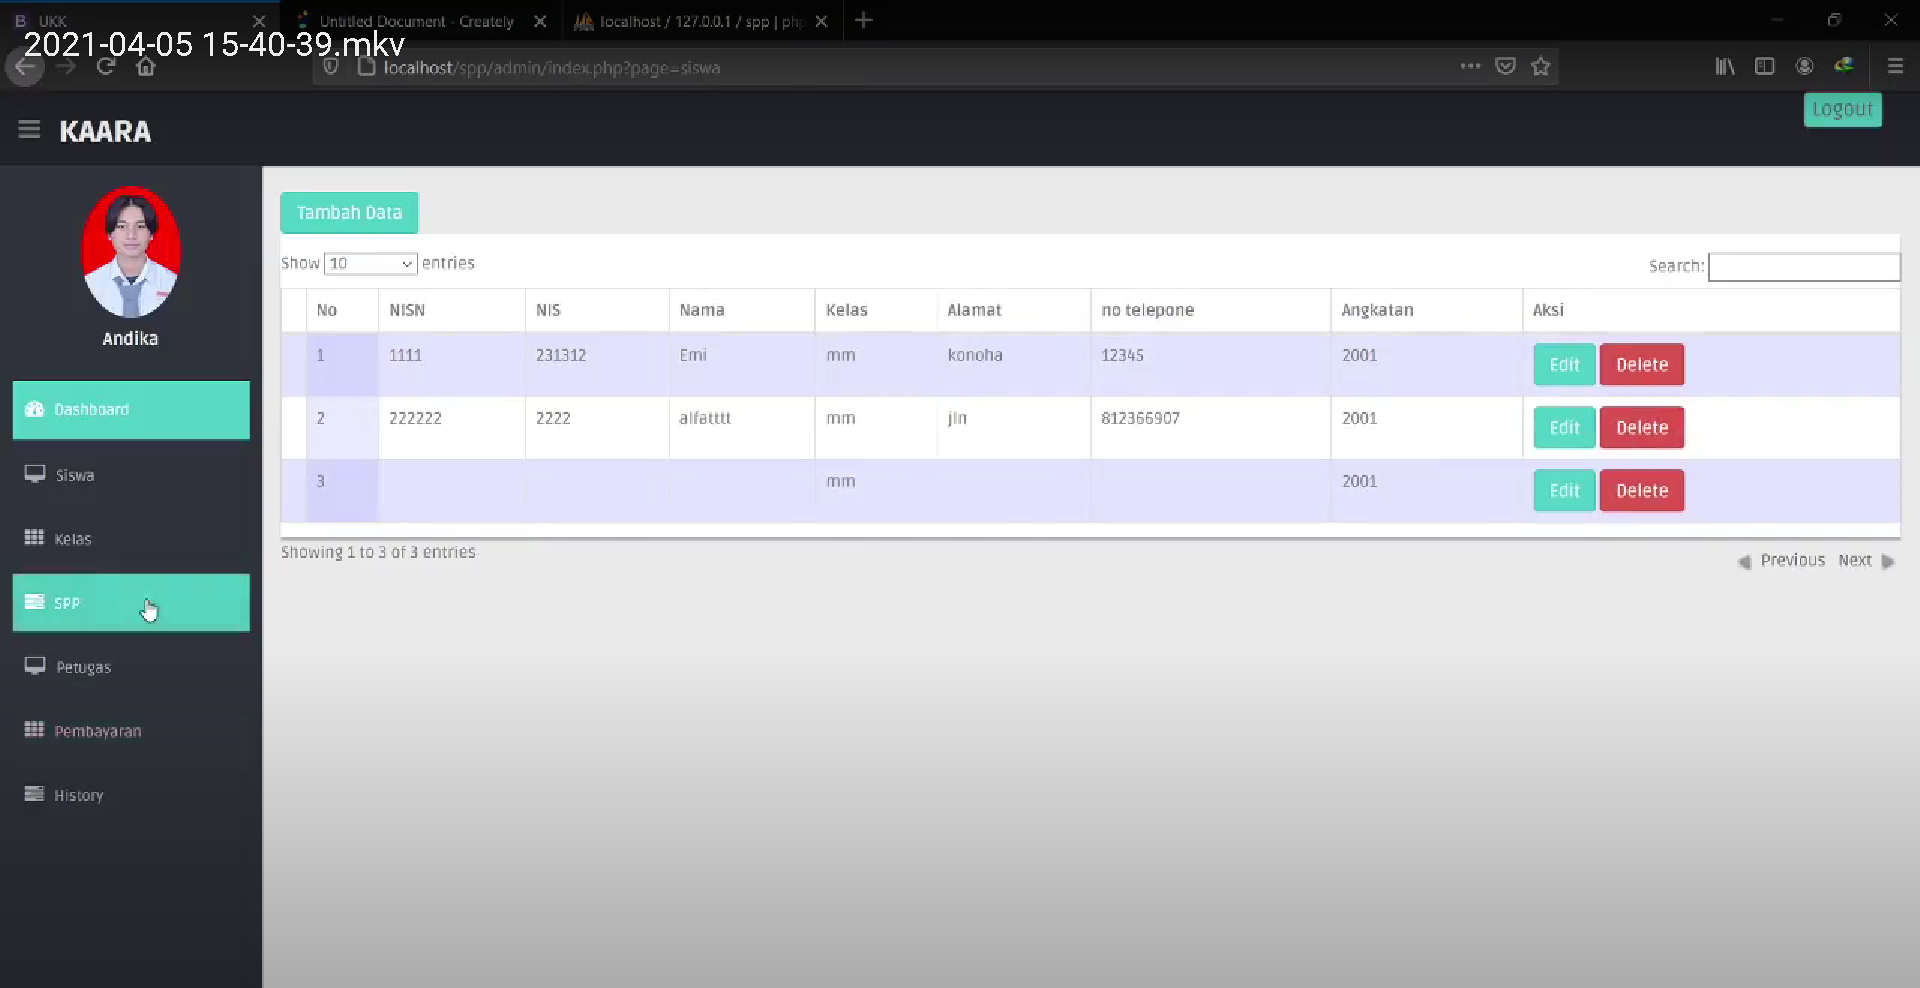 UKK
Untitled Document - Creately
localhost / 127.0.0.1 / spp | php
2021-04-05 15-40-39.mkv
localhost/spp/admin/index.php?page=siswa
Logout
KAARA
Tambah Data
Show 10 entries
Search:
No NISN NIS Nama Kelas Alamat no telepone Angkatan Aksi
1 1111 231312 Emi mm konoha 12345 2001 Edit Delete
2 222222 2222 alfatttt mm jln 812366907 2001 Edit Delete
3 mm 2001 Edit Delete
Showing 1 to 3 of 3 entries
Previous Next
Andika
Dashboard
Siswa
Kelas
SPP
Petugas
Pembayaran
History